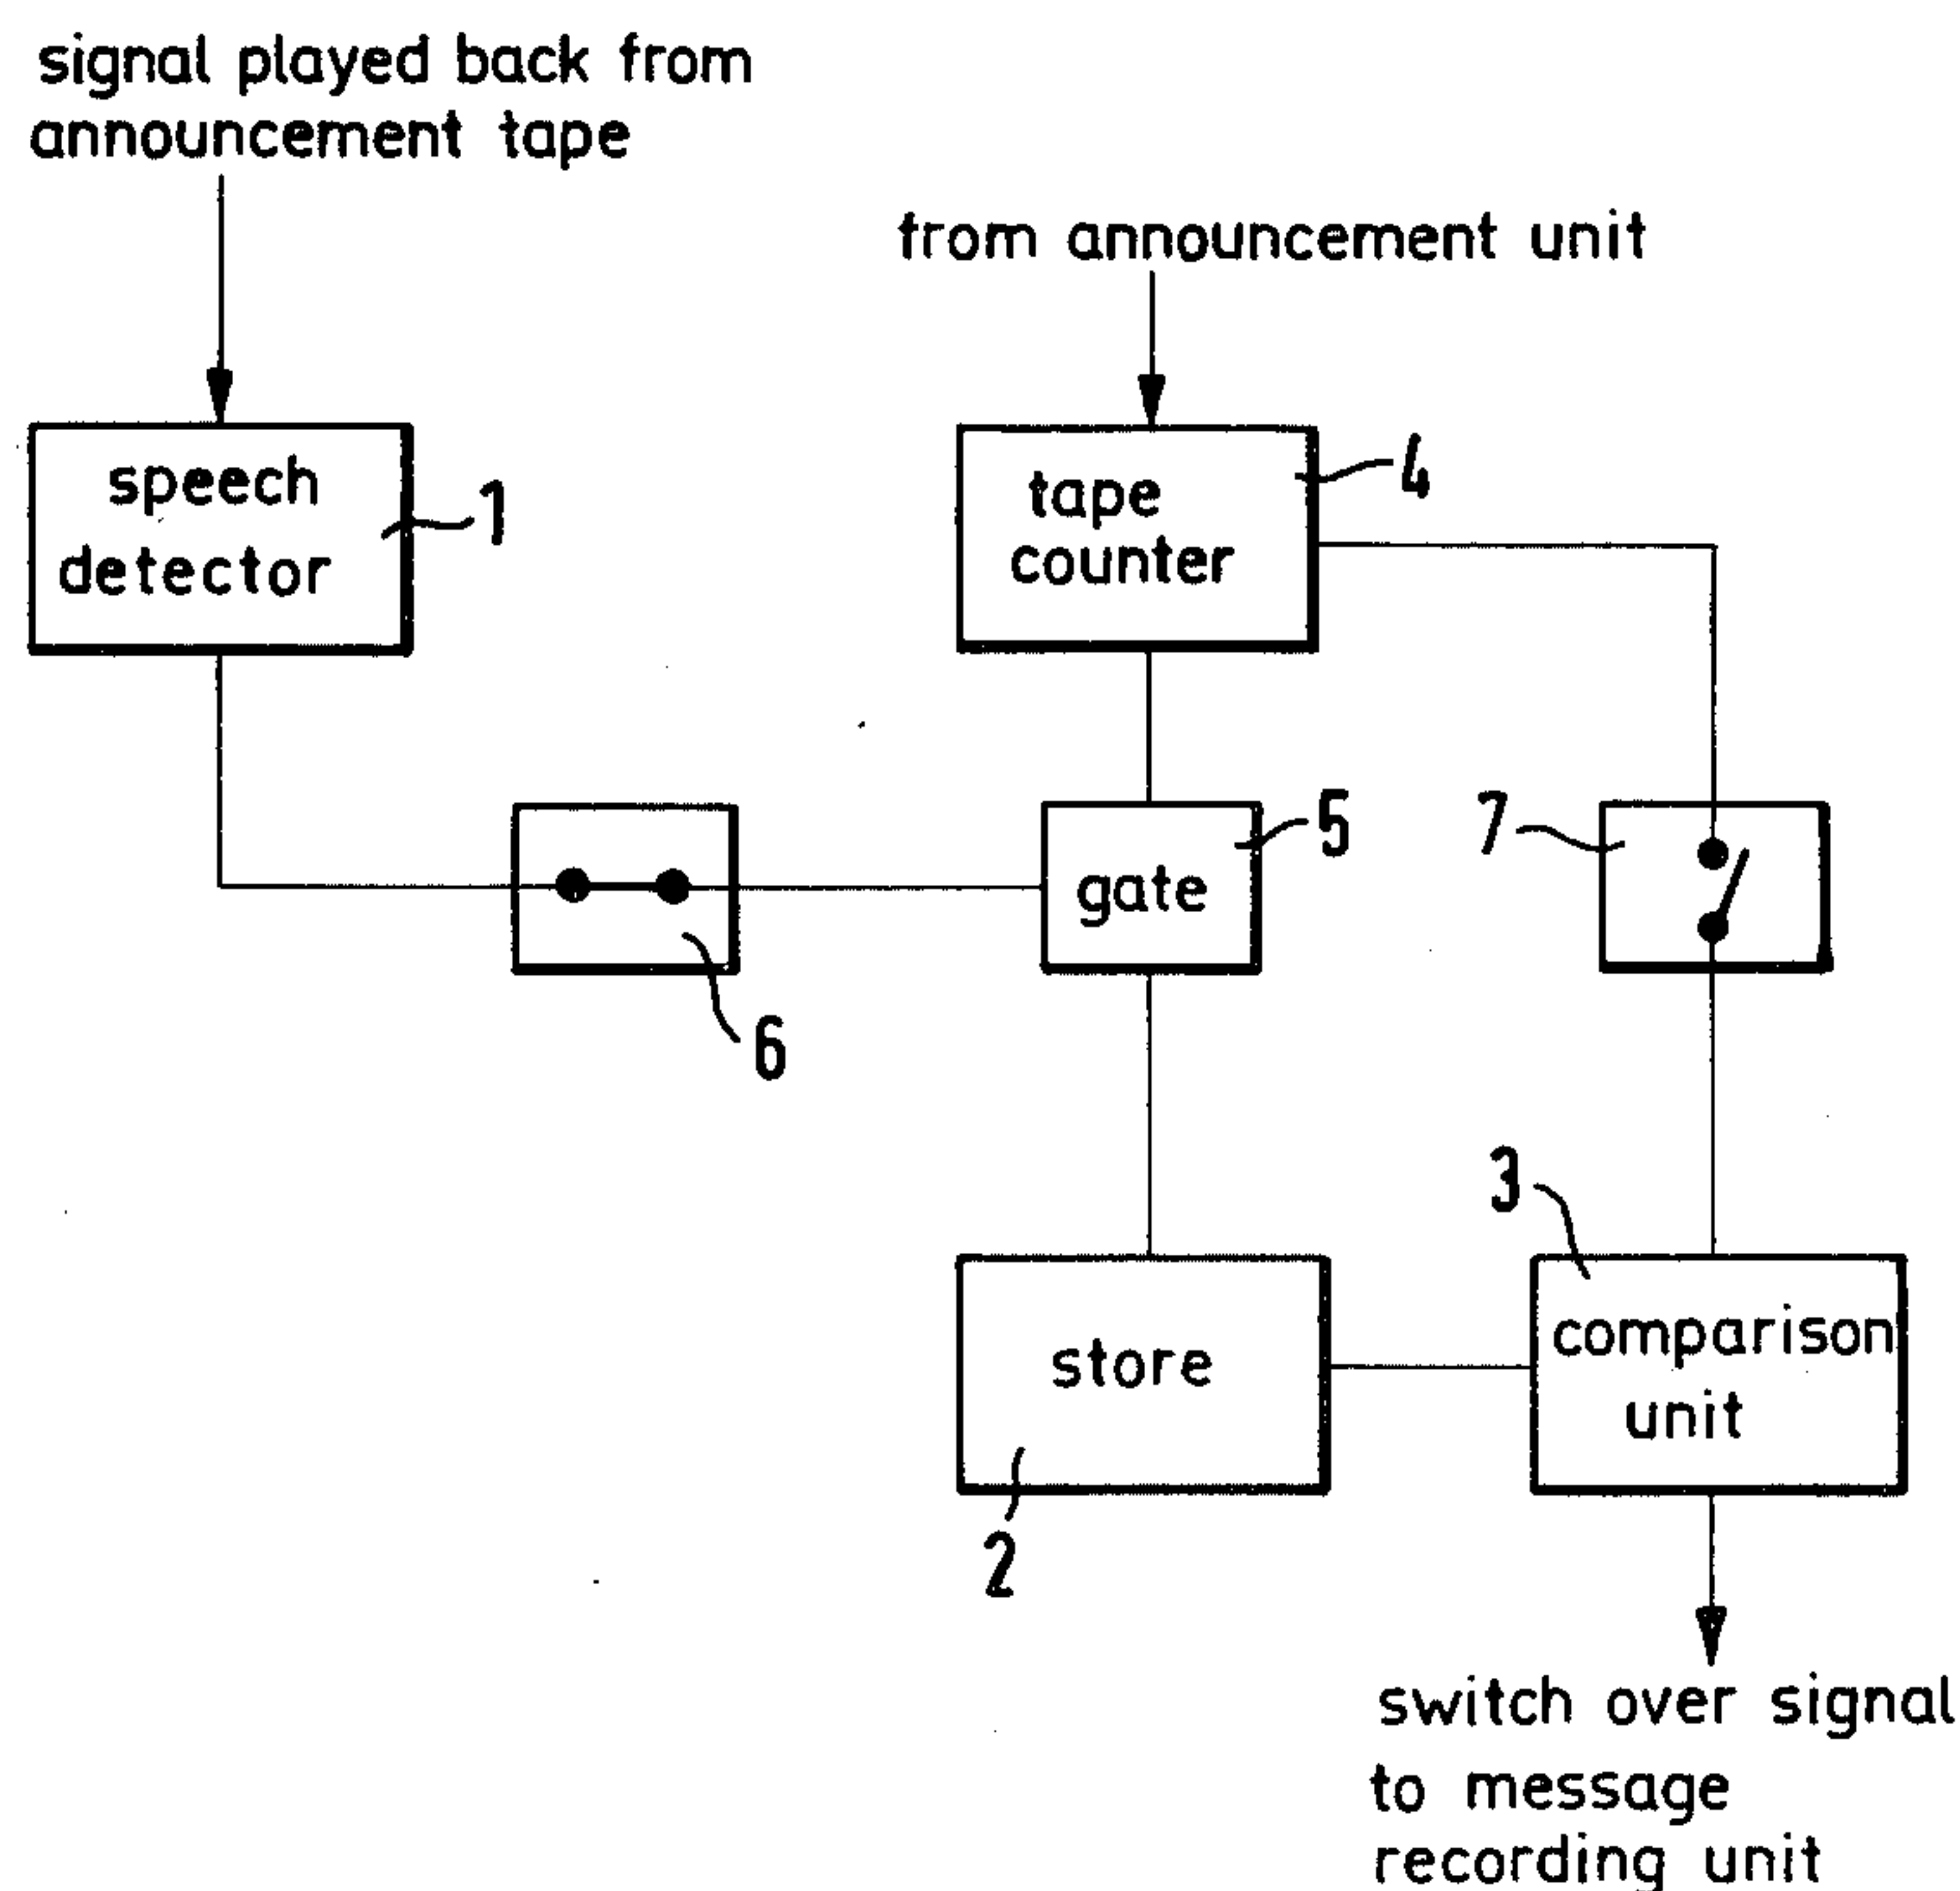 signal played back from
announcement tape
from announcement unit
speech
detector
1
tape
counter
4
6
gate
5
7
3
store
2
comparison
unit
switch over signal
to message
recording unit